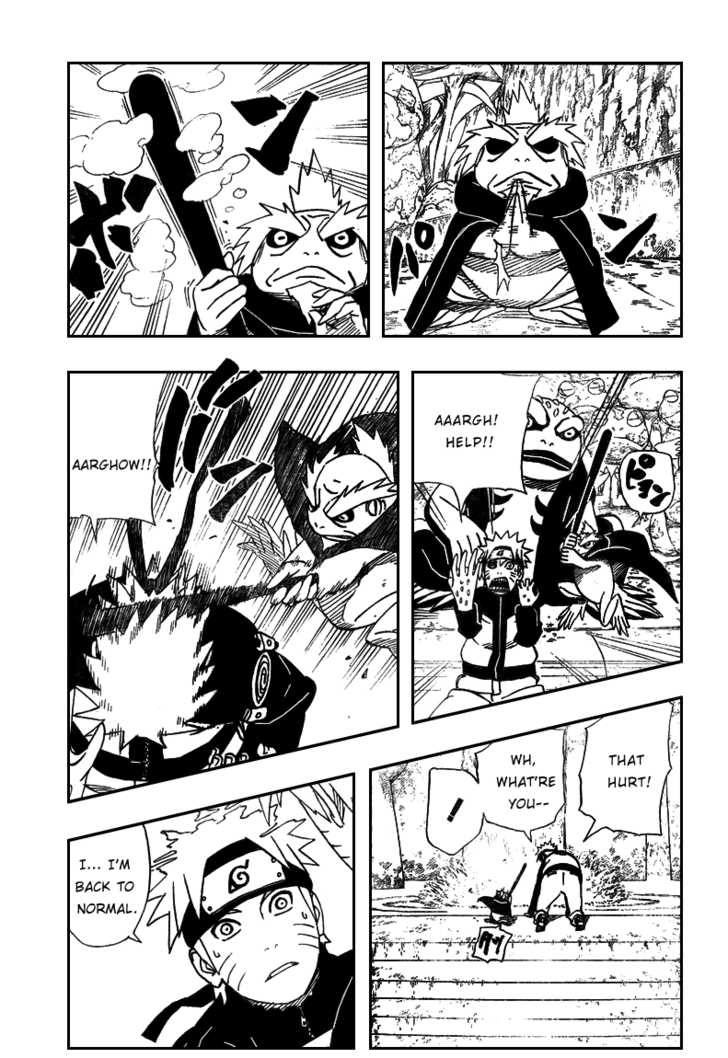 AAARGH!
HELP!!
AARGHOW!!
THAT
HURT!
WH,
WHAT'RE
YOU--
!
I... I'M
BACK TO
NORMAL.